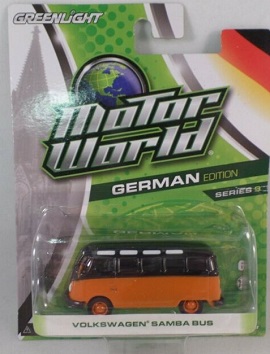 GREENLIGHT
Motor
World
GERMAN EDITION
SERIES 9
VOLKSWAGEN® SAMBA BUS